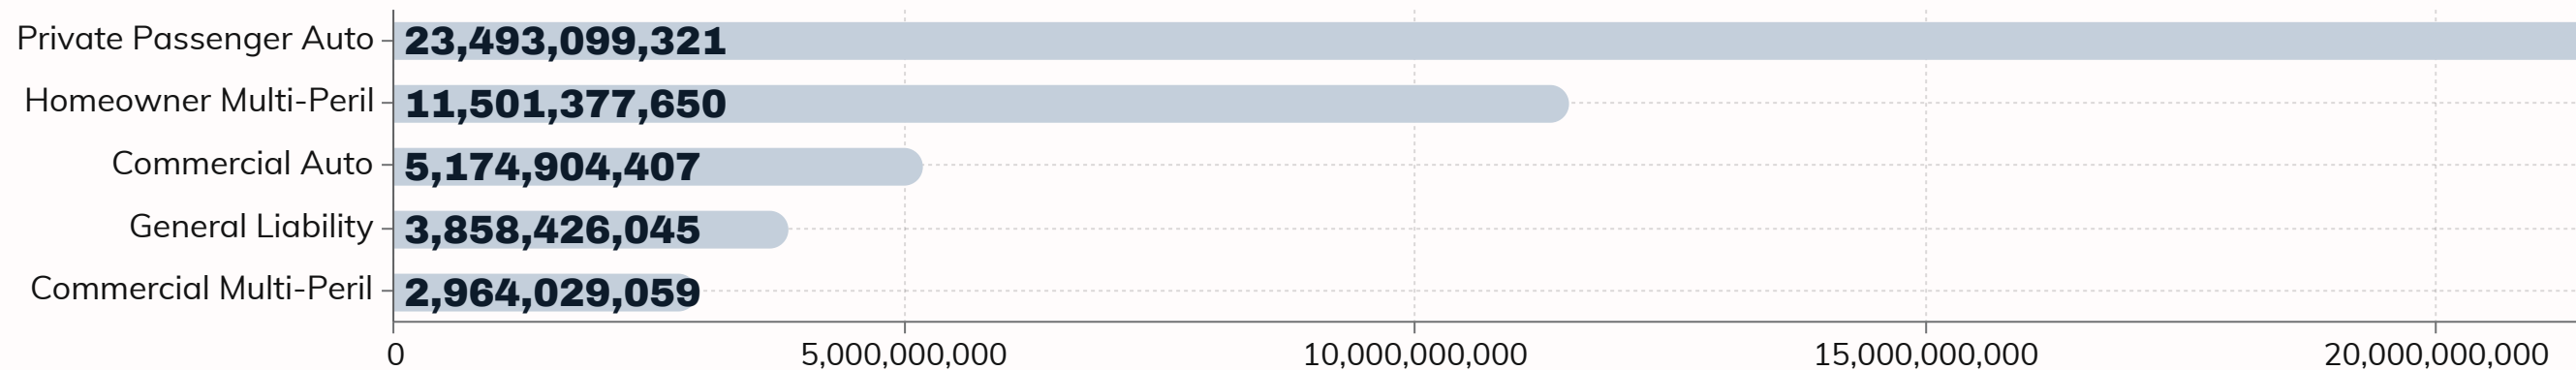 Private Passenger Auto 23,493,099,321
Homeowner Multi-Peril 11,501,377,650
Commercial Auto 5,174,904,407
General Liability 3,858,426,045
Commercial Multi-Peril 2,964,029,059
0 5,000,000,000 10,000,000,000 15,000,000,000 20,000,000,000